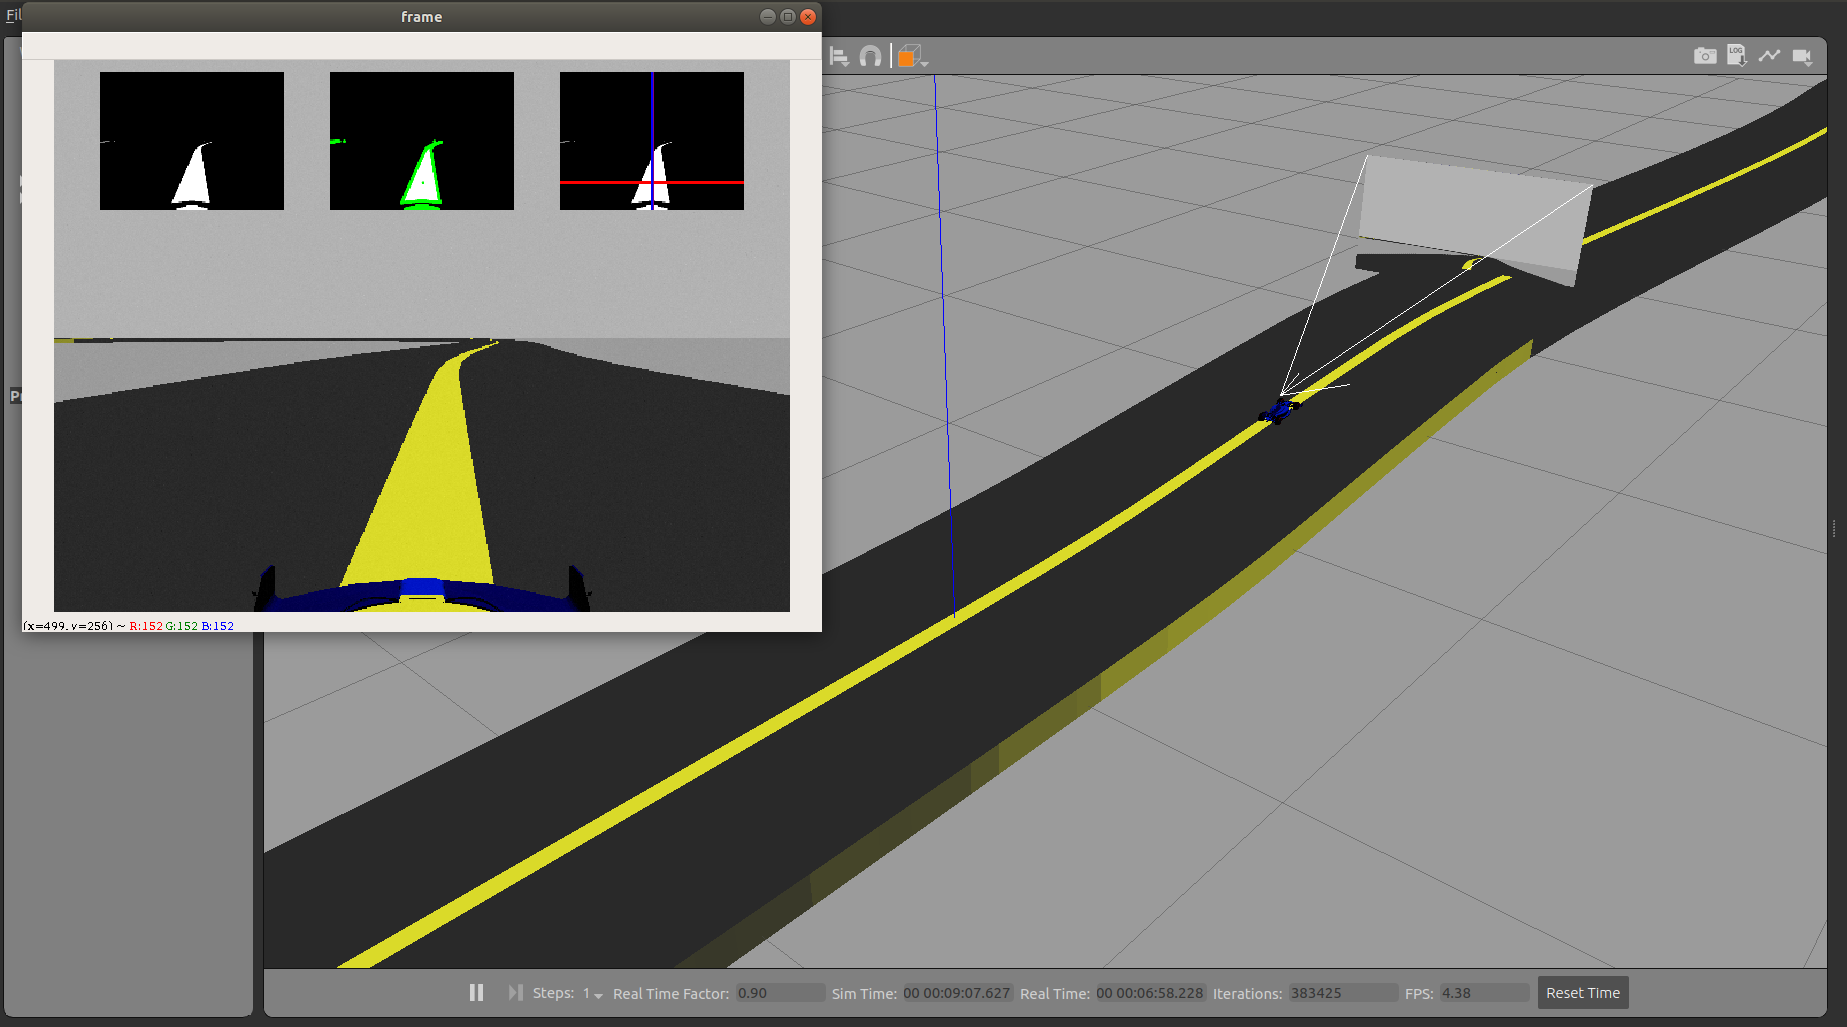 Fil
frame
LOG
(x=499, y=256) ~ R:152 G:152 B:152
Steps: 1 Real Time Factor: 0.90 Sim Time: 00 00:09:07.627 Real Time: 00 00:06:58.228 Iterations: 383425 FPS: 4.38 Reset Time